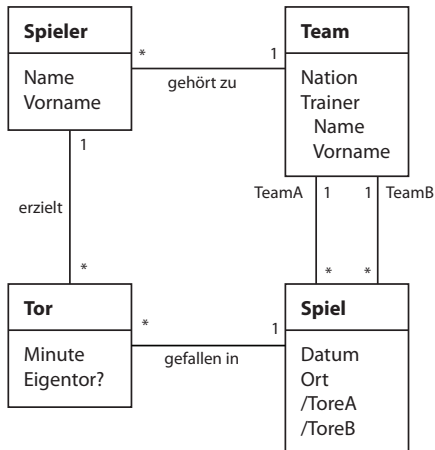 Spieler
Name
Vorname
* 1
gehört zu
Team
Nation
Trainer
Name
Vorname
1
erzielt
*
TeamA 1 1 TeamB
* *
Tor
Minute
Eigentor?
* 1
gefallen in
Spiel
Datum
Ort
/ToreA
/ToreB